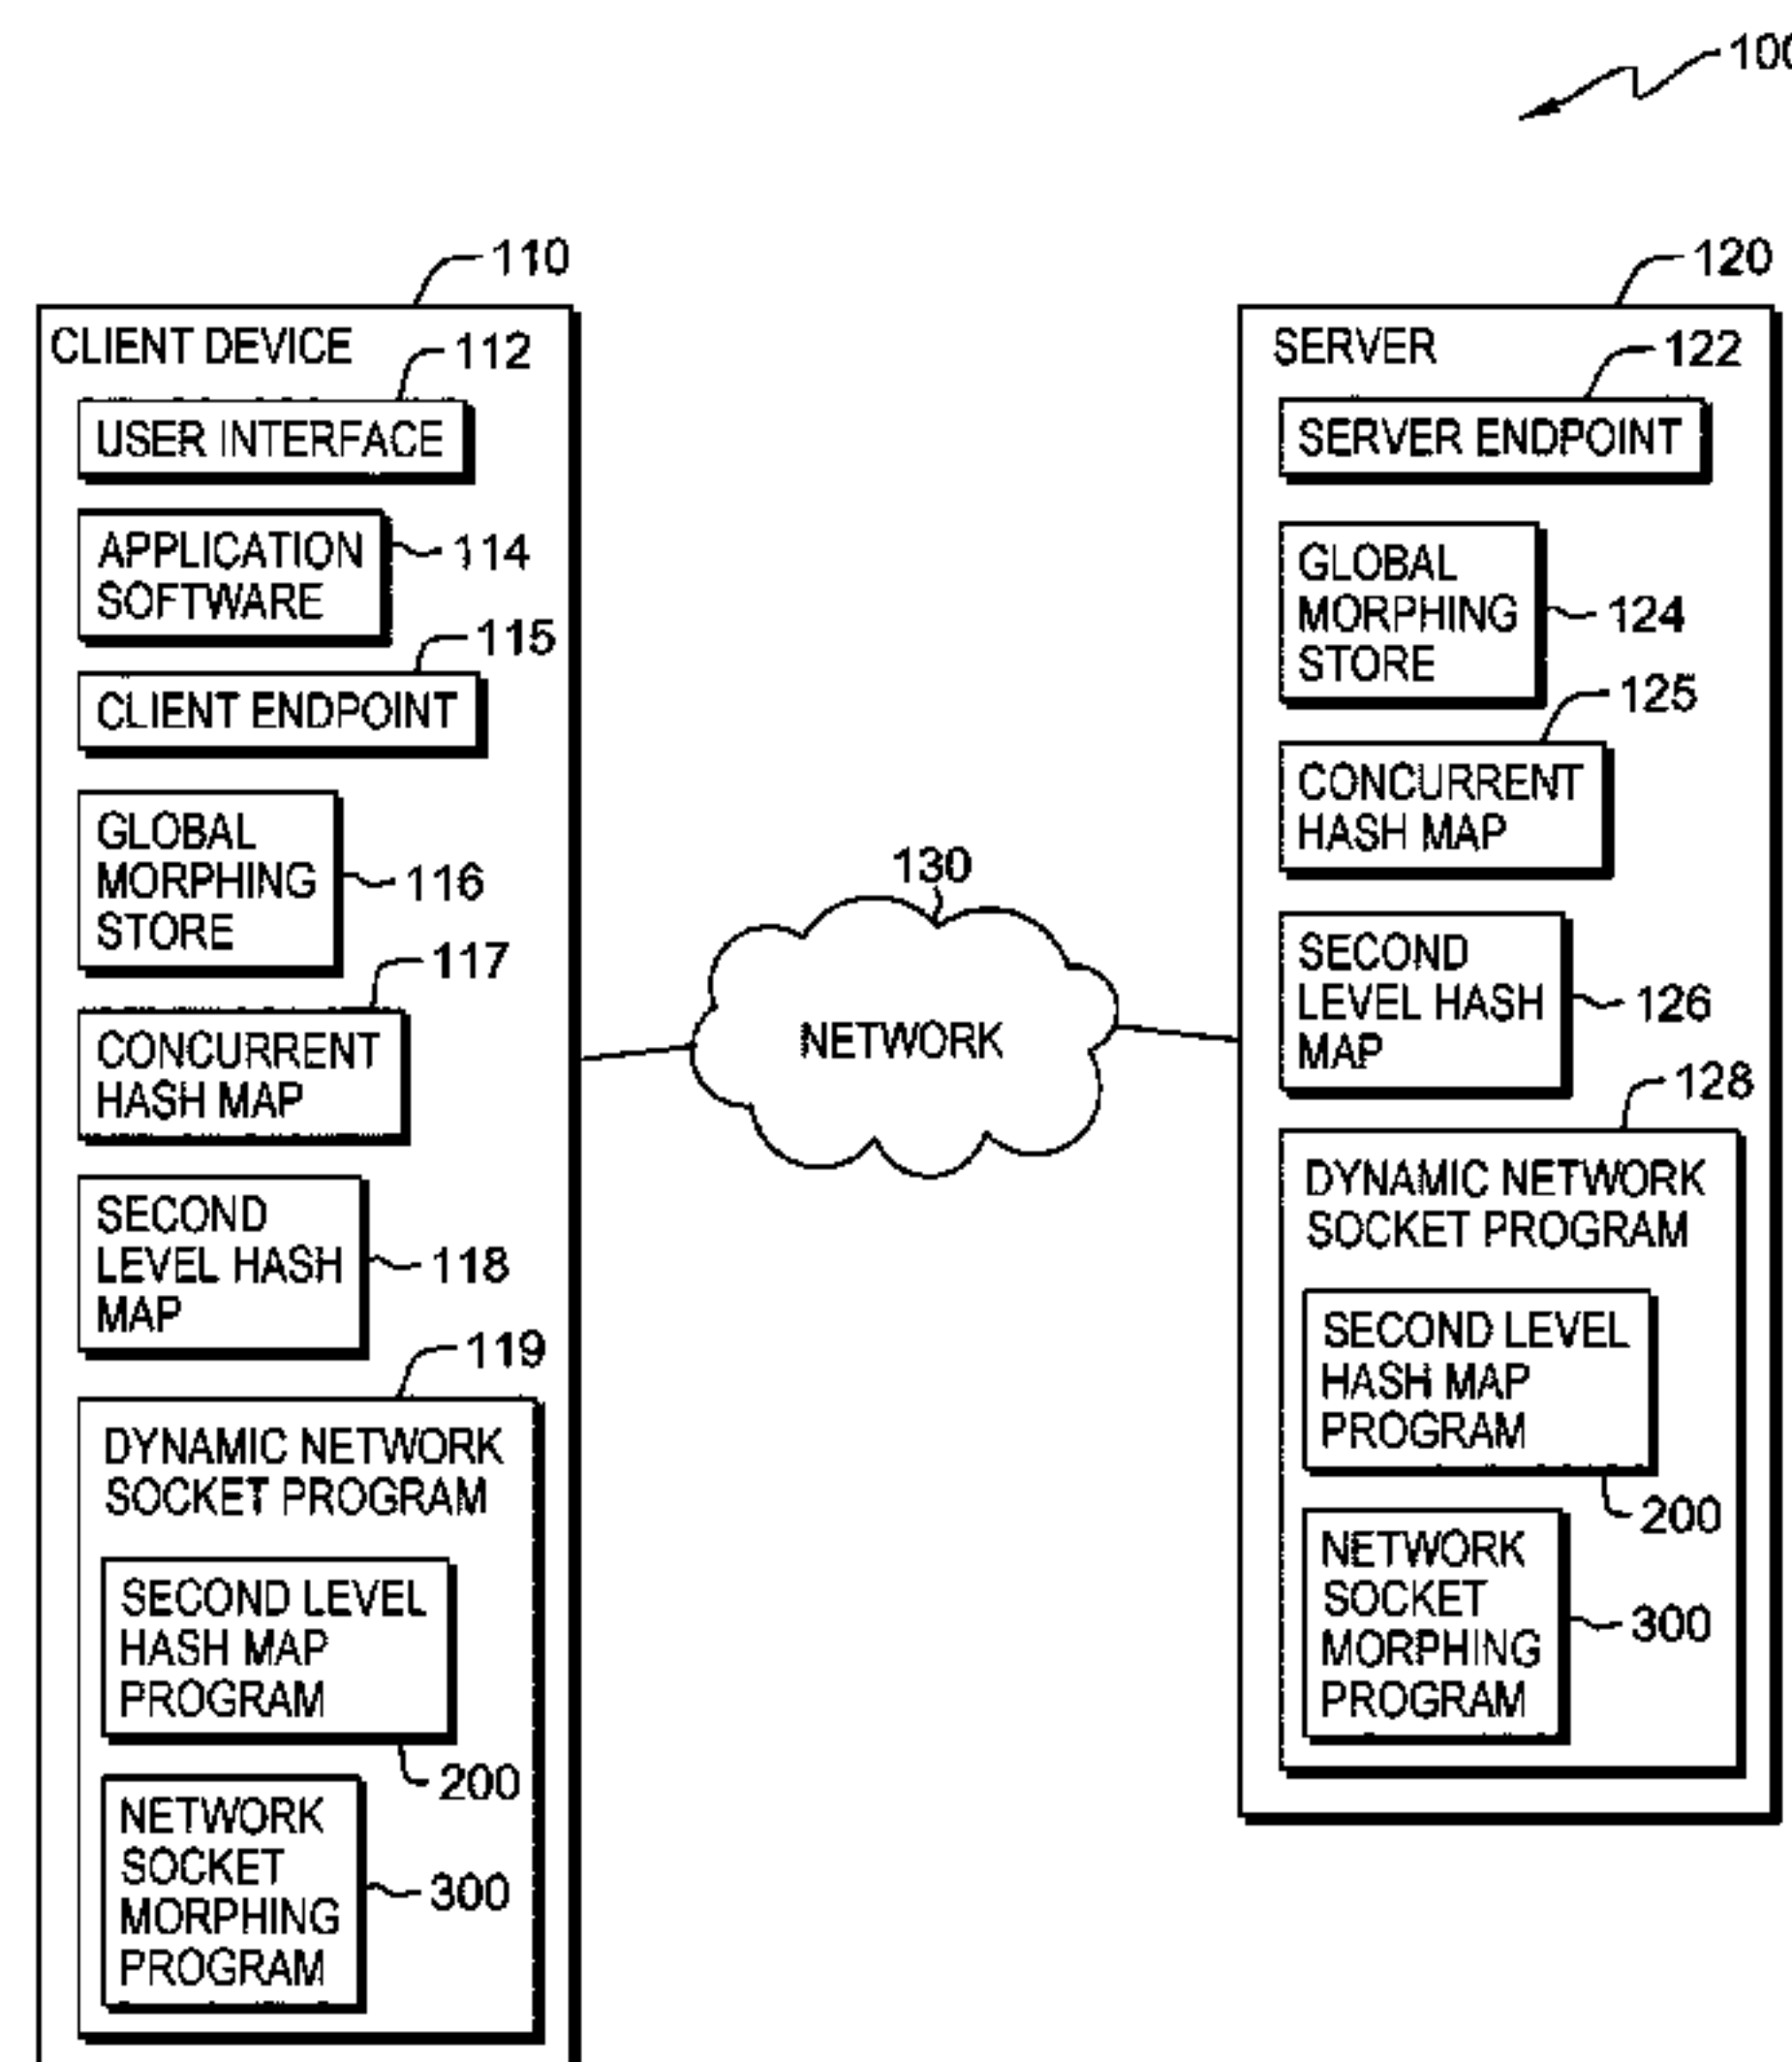 100
110
CLIENT DEVICE
112
USER INTERFACE
APPLICATION
SOFTWARE
114
115
CLIENT ENDPOINT
GLOBAL
MORPHING
STORE
116
117
CONCURRENT
HASH MAP
SECOND
LEVEL HASH
MAP
118
119
DYNAMIC NETWORK
SOCKET PROGRAM
SECOND LEVEL
HASH MAP
PROGRAM
200
NETWORK
SOCKET
MORPHING
PROGRAM
300
130
NETWORK
120
SERVER
122
SERVER ENDPOINT
GLOBAL
MORPHING
STORE
124
125
CONCURRENT
HASH MAP
SECOND
LEVEL HASH
MAP
126
128
DYNAMIC NETWORK
SOCKET PROGRAM
SECOND LEVEL
HASH MAP
PROGRAM
200
NETWORK
SOCKET
MORPHING
PROGRAM
300